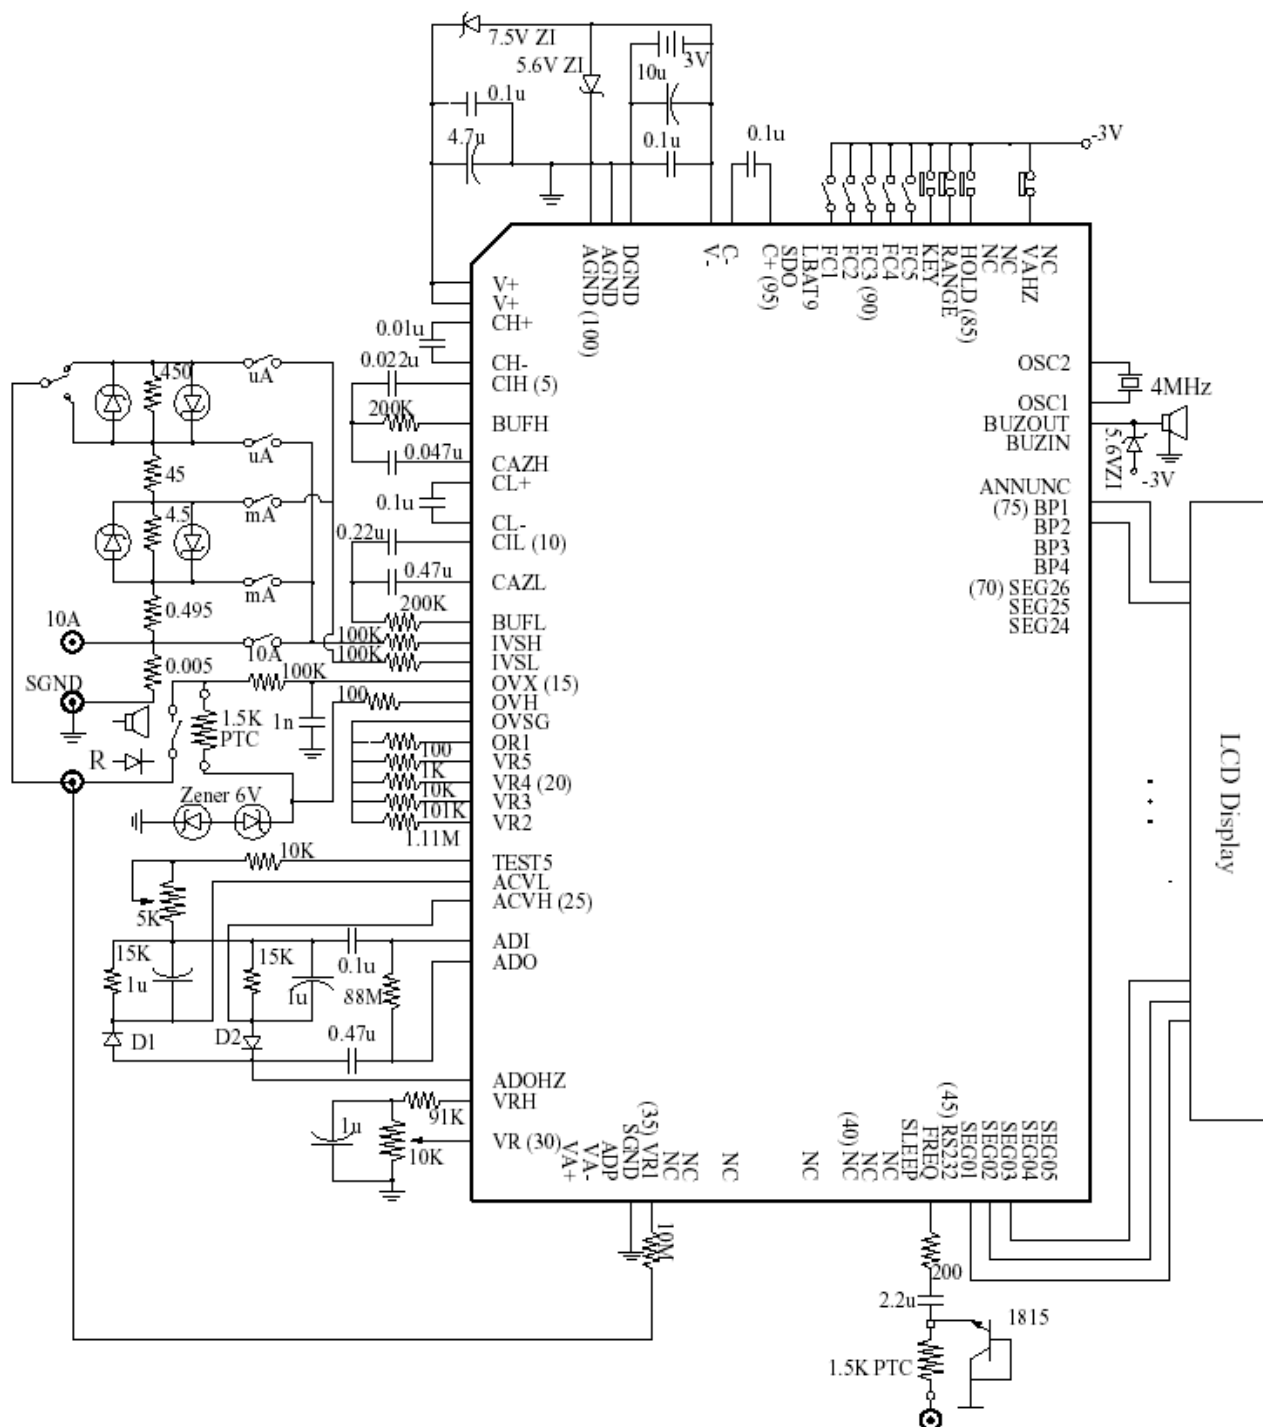 7.5V ZI
5.6V ZI
3V
10u
0.1u
4.7u
0.1u
0.1u
-3V
AGND (100)
AGND
DGND
V-
C-
C+ (95)
SDO
LBAT9
FC1
FC2
FC3 (90)
FC4
FC5
KEY
RANGE
HOLD (85)
NC
NC
VAHZ
NC
V+
V+
CH+
0.01u
CH-
0.022u
CIH (5)
200K
BUFH
0.047u
CAZH
CL+
0.1u
CL-
0.22u
CIL (10)
0.47u
CAZL
200K
BUFL
100K
IVSH
100K
IVSL
100K
OVX (15)
100
OVH
1n
OVSG
OR1
100
VR5
1K
VR4 (20)
10K
VR3
101K
VR2
1.11M
450
uA
uA
45
4.5
mA
mA
0.495
10A
10A
0.005
SGND
1.5K
PTC
R
Zener 6V
10K
TEST5
ACVL
5K
ACVH (25)
15K
1u
15K
1u
0.1u
ADI
ADO
88M
D1
D2
0.47u
ADOHZ
91K
VRH
1u
10K
VR (30)
OSC2
4MHz
OSC1
BUZOUT
BUZIN
5.6VZI
-3V
ANNUNC
(75) BP1
BP2
BP3
BP4
(70) SEG26
SEG25
SEG24
LCD Display
VA+
VA-
ADP
SGND
(35) VR1
NC
NC
NC
NC
(40) NC
NC
NC
SLEEP
FREQ
(45) RS232
SEG01
SEG02
SEG03
SEG04
SEG05
10M
200
2.2u
1815
1.5K PTC